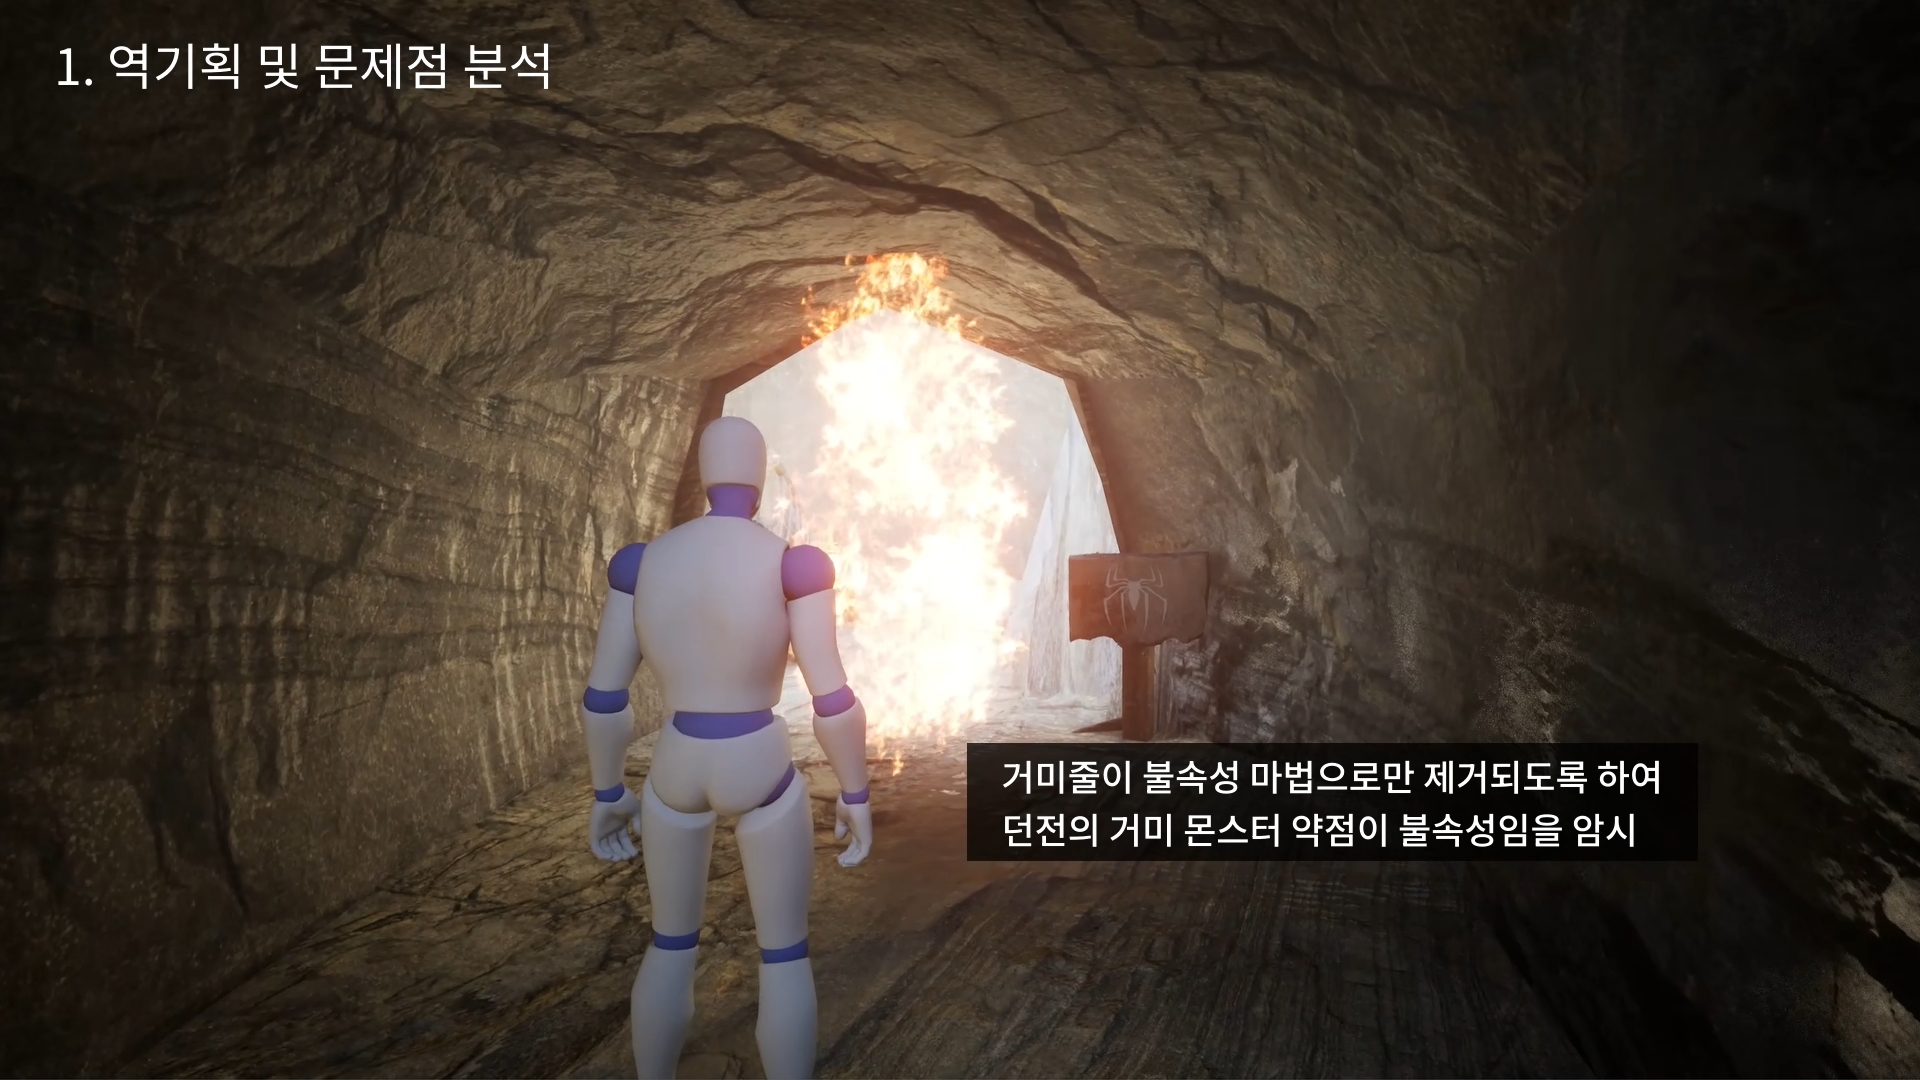 1. 역기획 및 문제점 분석
거미줄이 불속성 마법으로만 제거되도록 하여
던전의 거미 몬스터 약점이 불속성임을 암시